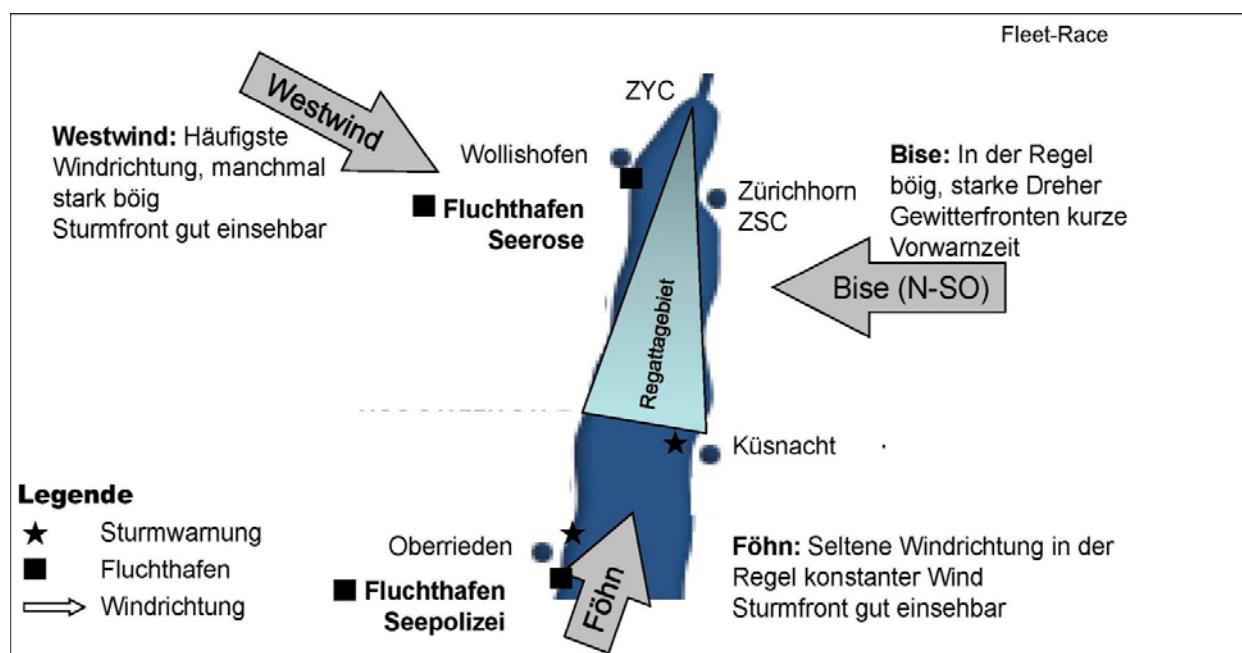 Fleet-Race
Westwind
ZYC
Westwind: Häufigste
Windrichtung, manchmal
stark böig
Sturmfront gut einsehbar
Wollishofen
Fluchthafen
Seerose
Zürichhorn
ZSC
Bise: In der Regel
böig, starke Dreher
Gewitterfronten kurze
Vorwarnzeit
Bise (N-SO)
Regattagebiet
Küsnacht
Legende
Sturmwarnung
Fluchthafen
Windrichtung
Oberrieden
Fluchthafen
Seepolizei
Föhn
Föhn: Seltene Windrichtung in der
Regel konstanter Wind
Sturmfront gut einsehbar